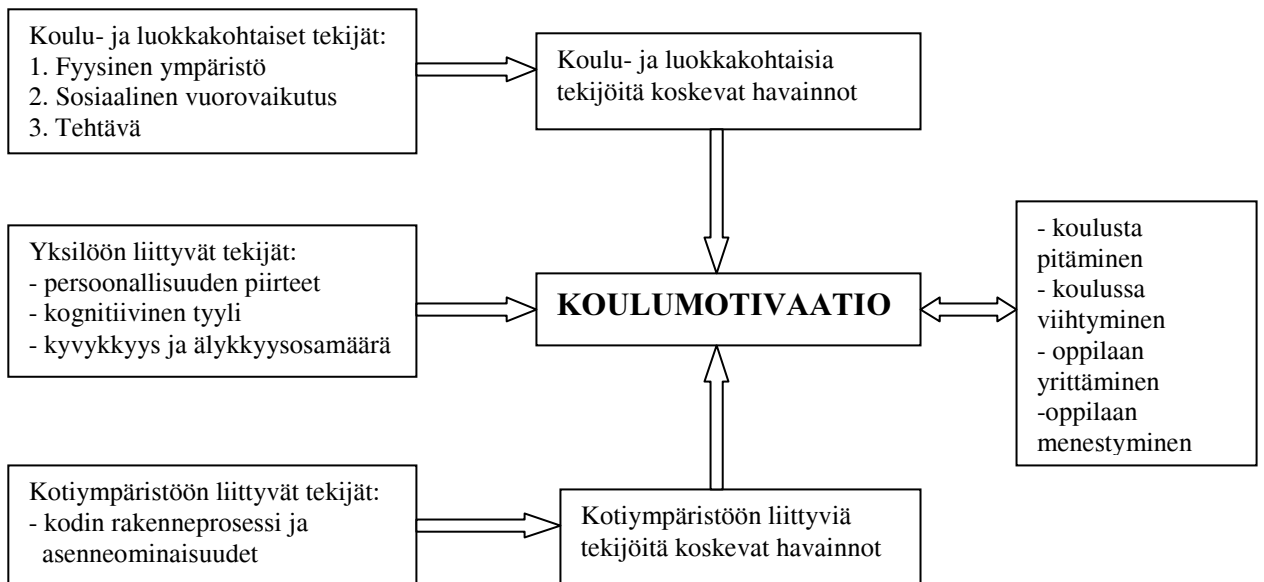 Koulu- ja luokkakohtaiset tekijät:
1. Fyysinen ympäristö
2. Sosiaalinen vuorovaikutus
3. Tehtävä
Koulu- ja luokkakohtaisia
tekijöitä koskevat havainnot
Yksilöön liittyvät tekijät:
- persoonallisuuden piirteet
- kognitiivinen tyyli
- kyvykkyys ja älykkyysosamäärä
KOULUMOTIVAATIO
- koulusta
pitäminen
- koulussa
viihtyminen
- oppilaan
yrittäminen
-oppilaan
menestyminen
Kotiympäristöön liittyvät tekijät:
- kodin rakenneprosessi ja
asenneominaisuudet
Kotiympäristöön liittyviä
tekijöitä koskevat havainnot